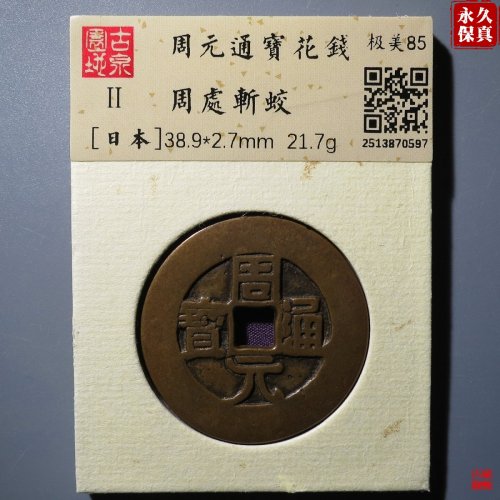 永久
保真
古泉
園地
周元通寶花錢
极美85
II
周處斬蛟
[日本]38.9*2.7mm 21.7g
2513870597
周元通寶